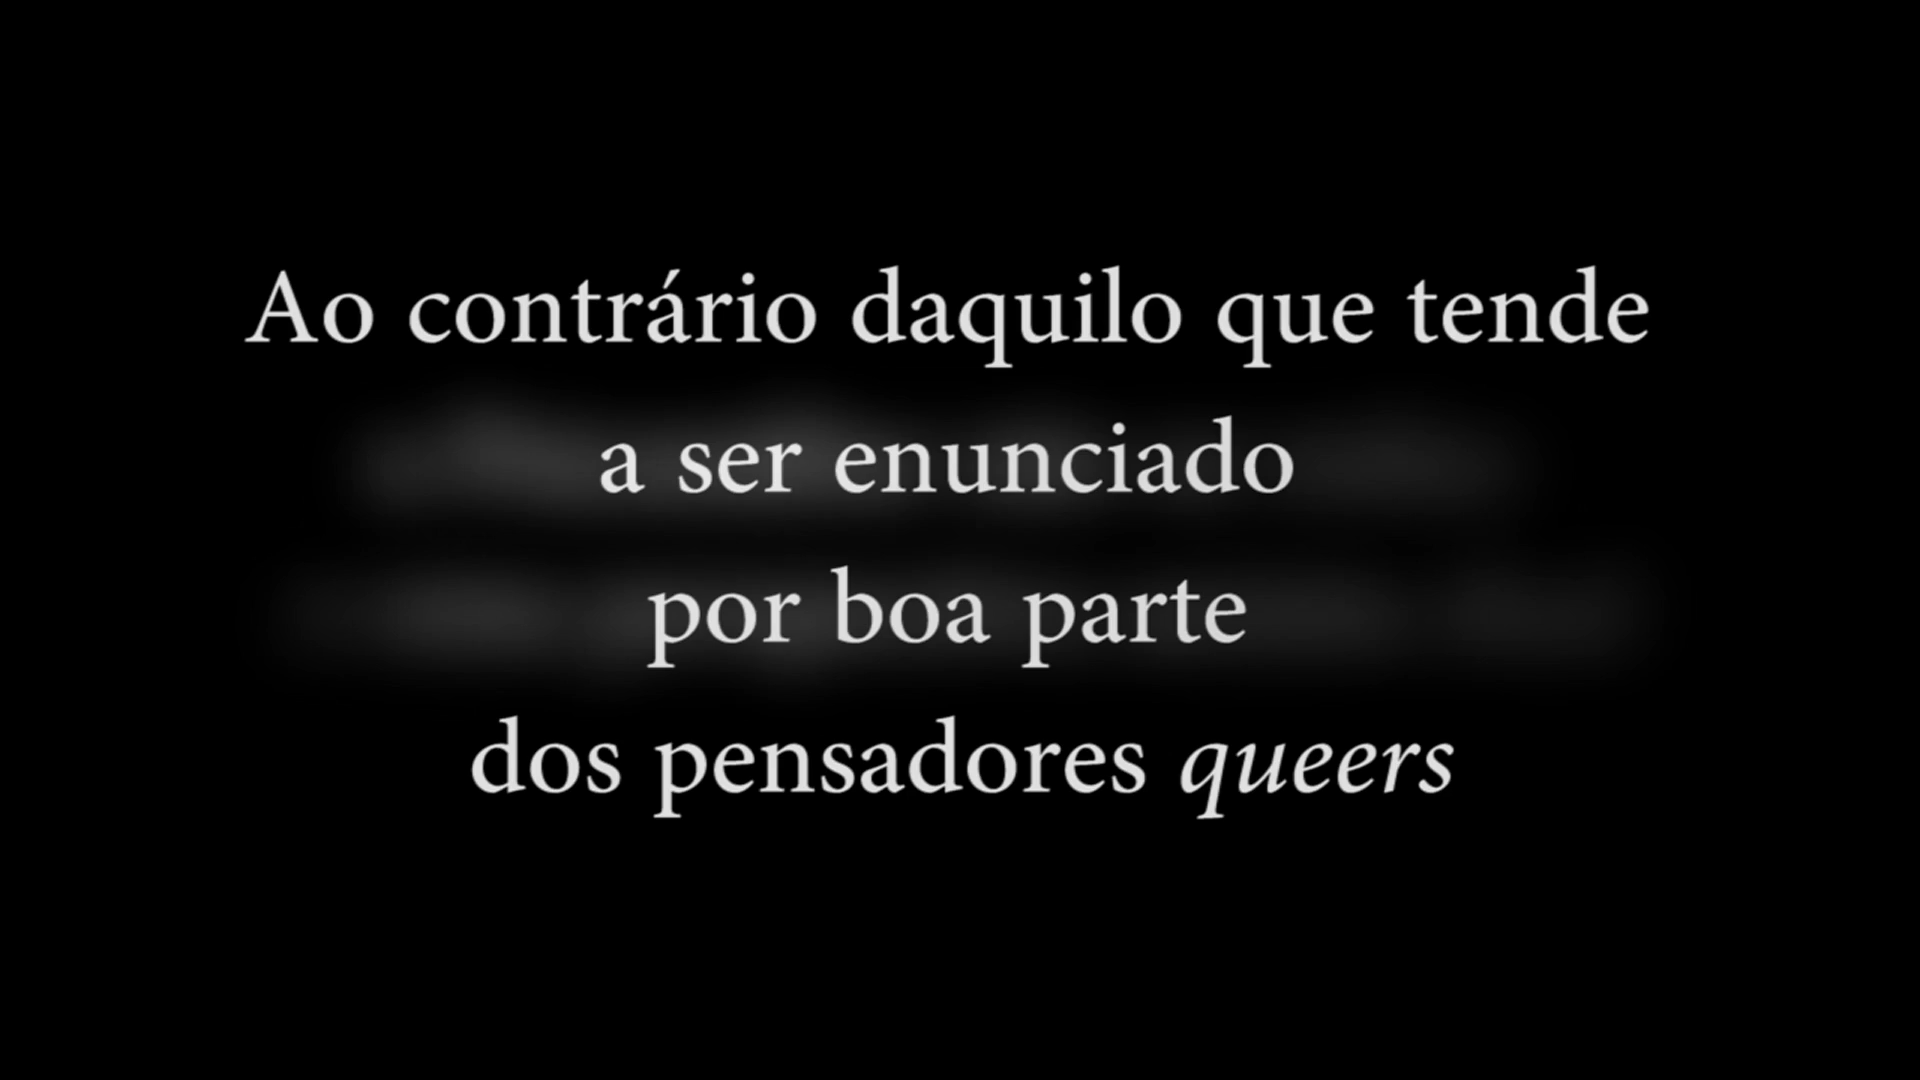 Ao contrário daquilo que tende
a ser enunciado
por boa parte
dos pensadores queers